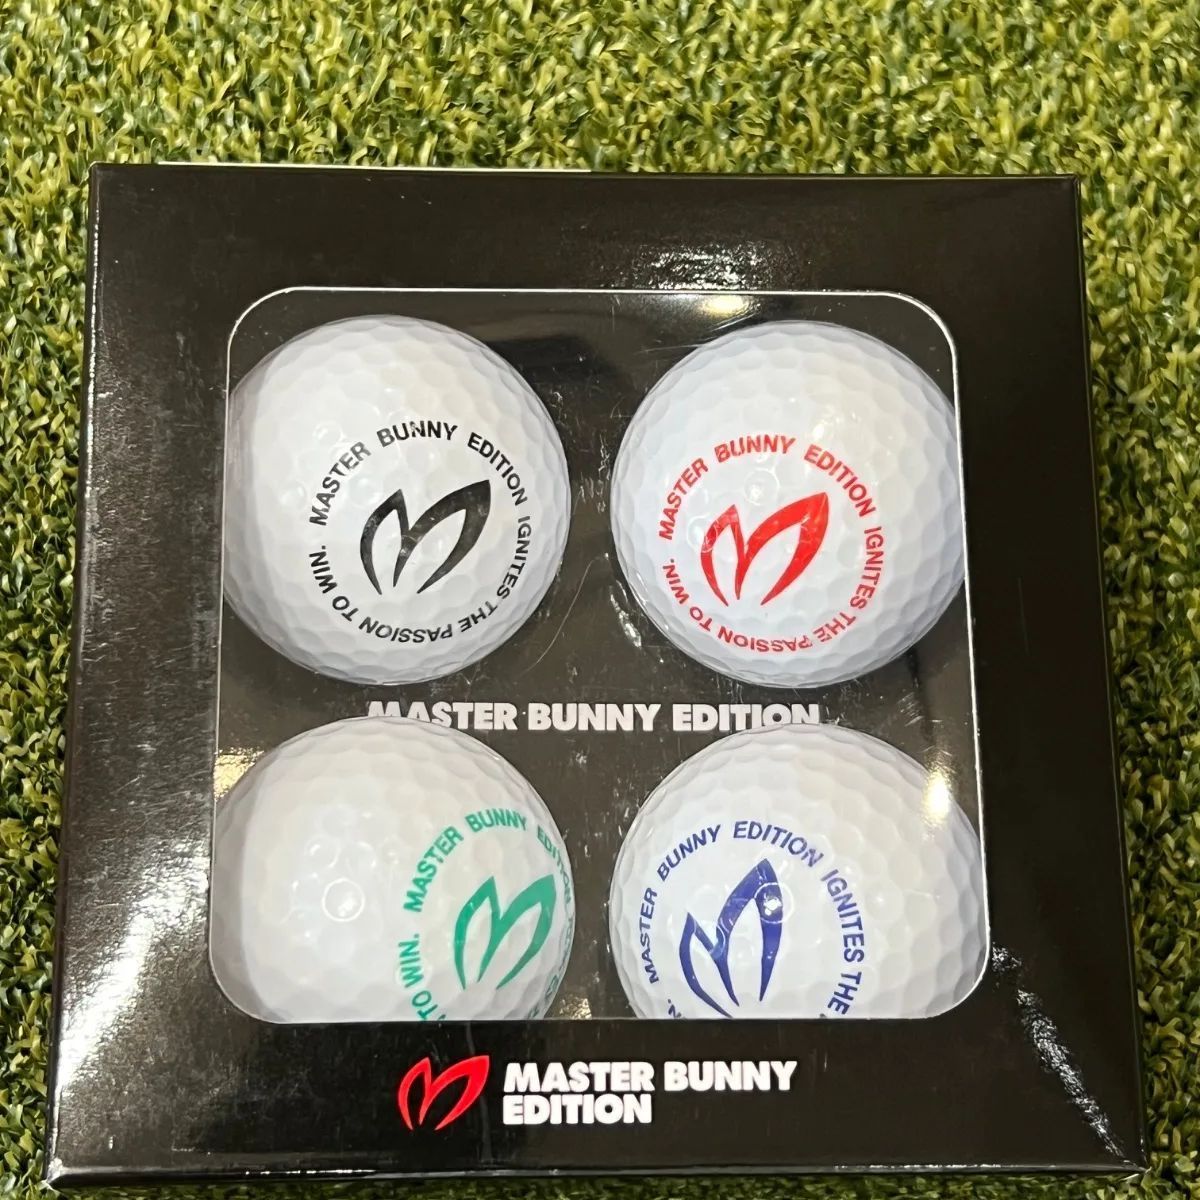 MASTER BUNNY EDITION IGNITES THE PASSION TO WIN.
MASTER BUNNY EDITION IGNITES THE PASSION TO WIN.
MASTER BUNNY EDITION
MASTER BUNNY EDITION TO WIN.
MASTER BUNNY EDITION IGNITES THE
MASTER BUNNY
EDITION